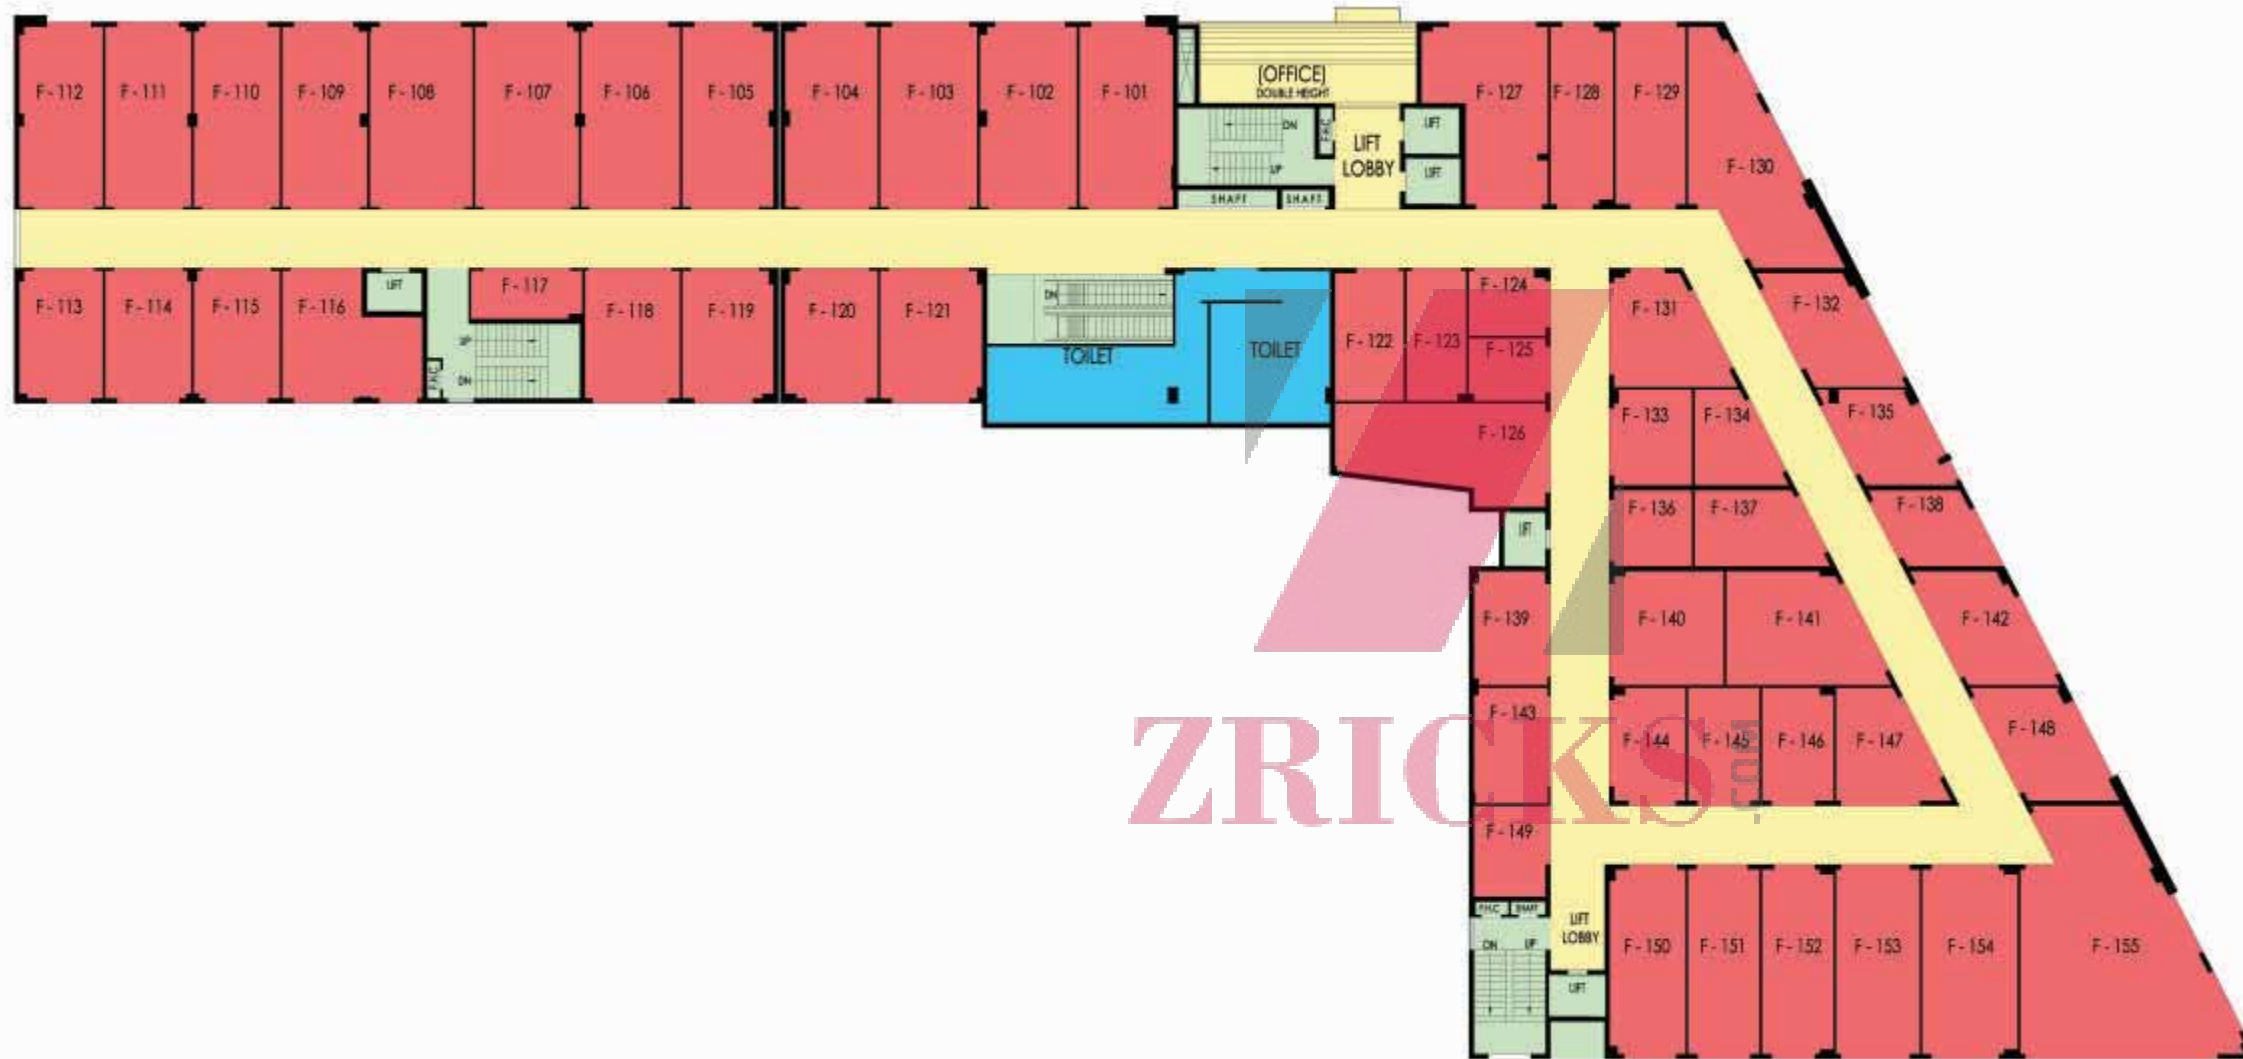 F - 112
F - 111
F - 110
F - 109
F - 108
F - 107
F - 106
F - 105
F - 104
F - 103
F - 102
F - 101
(OFFICE)
DOUBLE HEIGHT
F - 127
F - 128
F - 129
F - 130
DN
UP
F.H.C
LIFT
LOBBY
LIFT
LIFT
SHAFT
SHAFT
F - 113
F - 114
F - 115
F - 116
LIFT
F - 117
UP
DN
F.H.C
F - 118
F - 119
F - 120
F - 121
DN
TOILET
TOILET
F - 122
F - 123
F - 124
F - 125
F - 126
F - 131
F - 132
F - 133
F - 134
F - 135
F - 136
F - 137
F - 138
LIFT
F - 139
F - 140
F - 141
F - 142
F - 143
F - 144
F - 145
F - 146
F - 147
F - 148
ZRICKS
.COM
F - 149
F.H.C
SHAFT
DN
UP
LIFT
LOBBY
LIFT
F - 150
F - 151
F - 152
F - 153
F - 154
F - 155